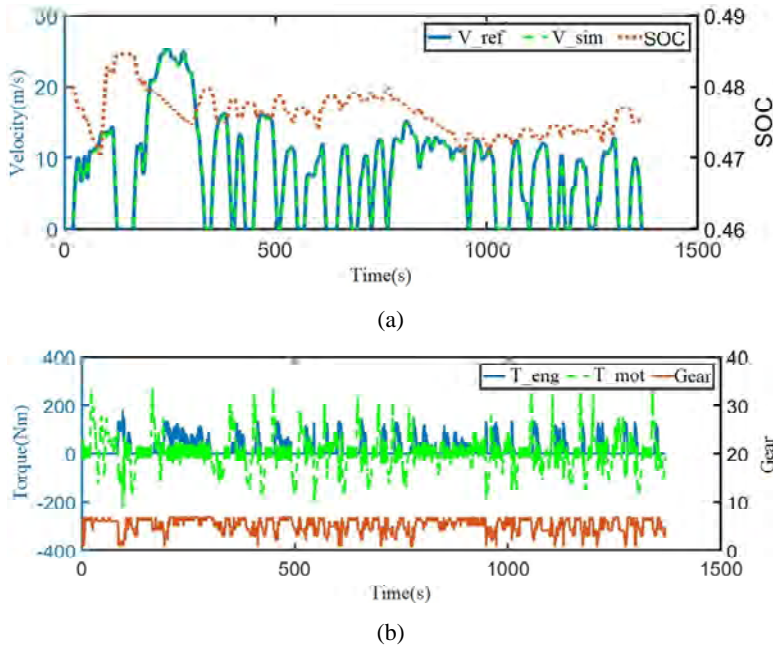 30
20
10
0
Velocity(m/s)
V_ref V_sim SOC
0.49
0.48
0.47
0.46
SOC
0 500 1000 1500
Time(s)
(a)
400
200
0
-200
-400
Torque(Nm)
T_eng T_mot Gear
40
30
20
10
0
Gear
0 500 1000 1500
Time(s)
(b)